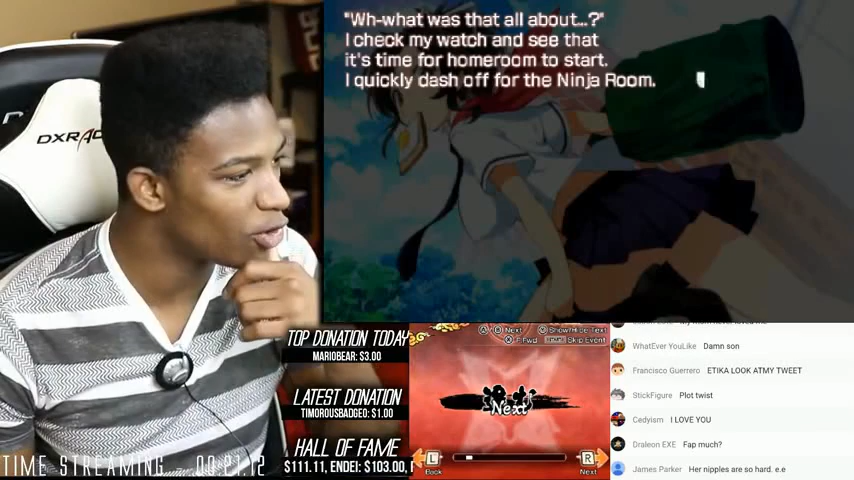 "Wh-what was that all about...?"
I check my watch and see that
it's time for homeroom to start.
I quickly dash off for the Ninja Room.
DXRAC
TOP DONATION TODAY
MARIOBEAR: $3.00
LATEST DONATION
TIMOROUSBADGED: $1.00
HALL OF FAME
$111.11, ENDEI: $103.00,
TIME STREAMING - 00:21:12
Next
Show/Hide Text
F.Fwd
Skip Event
Next
L
Back
R
Next
WhatEver YouLike Damn son
Francisco Guerrero ETIKA LOOK ATMY TWEET
StickFigure Plot twist
Cedyism I LOVE YOU
Draleon EXE Fap much?
James Parker Her nipples are so hard. e.e